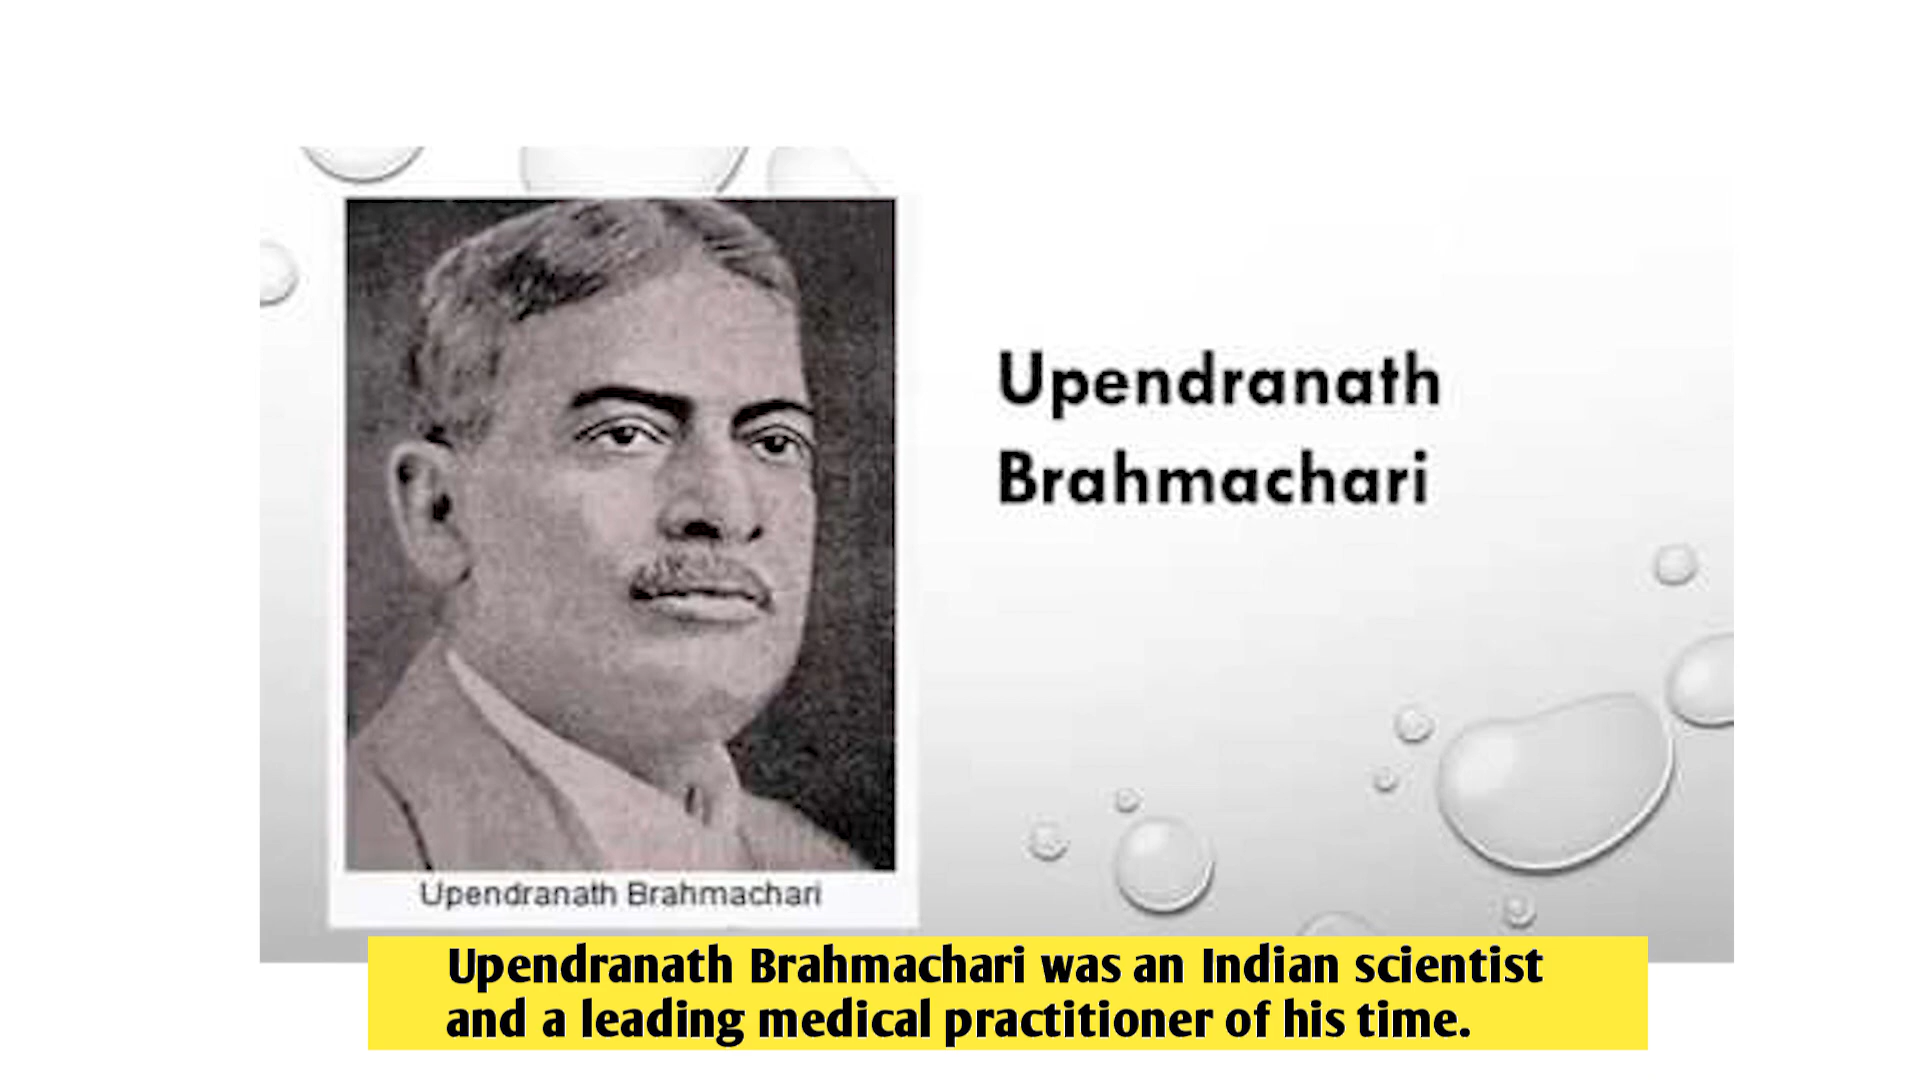 Upendranath
Brahmachari
Upendranath Brahmachari
Upendranath Brahmachari was an Indian scientist
and a leading medical practitioner of his time.